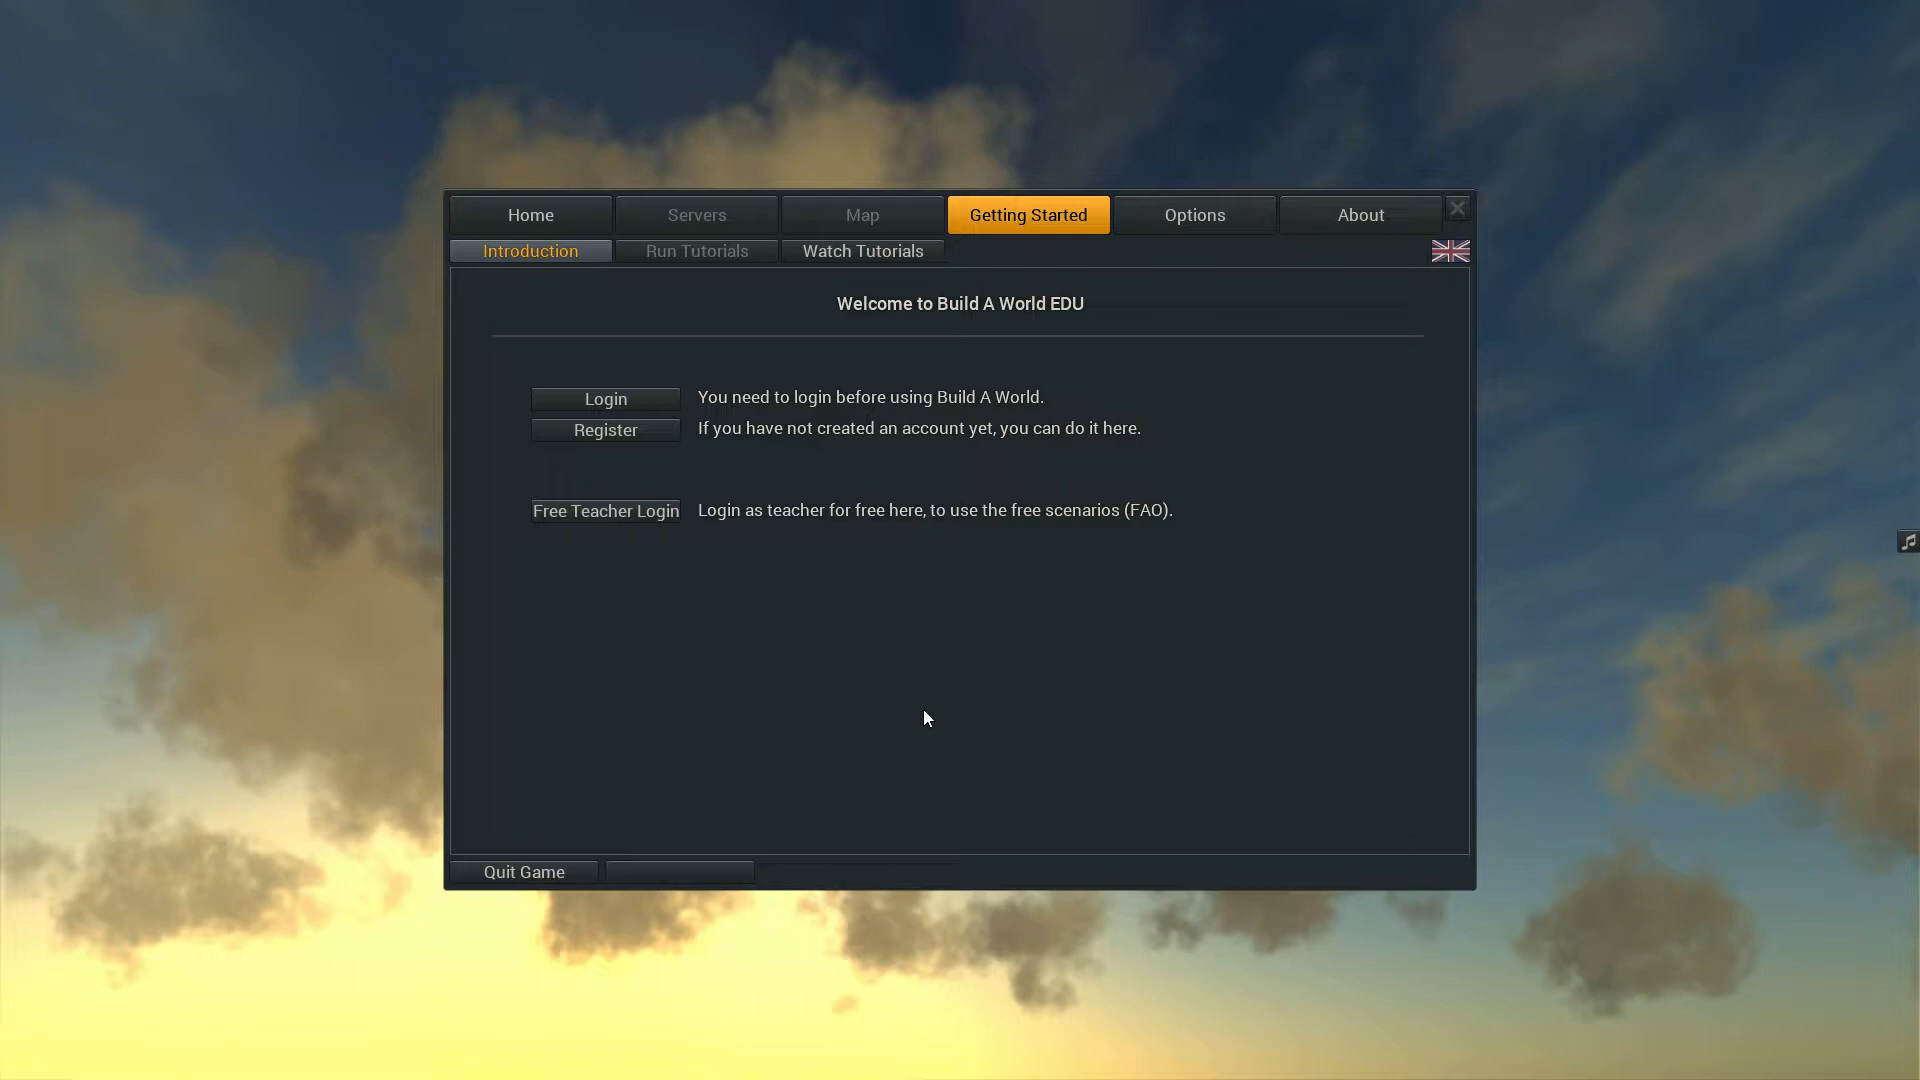 Home Servers Map Getting Started Options About
Introduction Run Tutorials Watch Tutorials
Welcome to Build A World EDU
Login You need to login before using Build A World.
Register If you have not created an account yet, you can do it here.
Free Teacher Login Login as teacher for free here, to use the free scenarios (FAO).
Quit Game